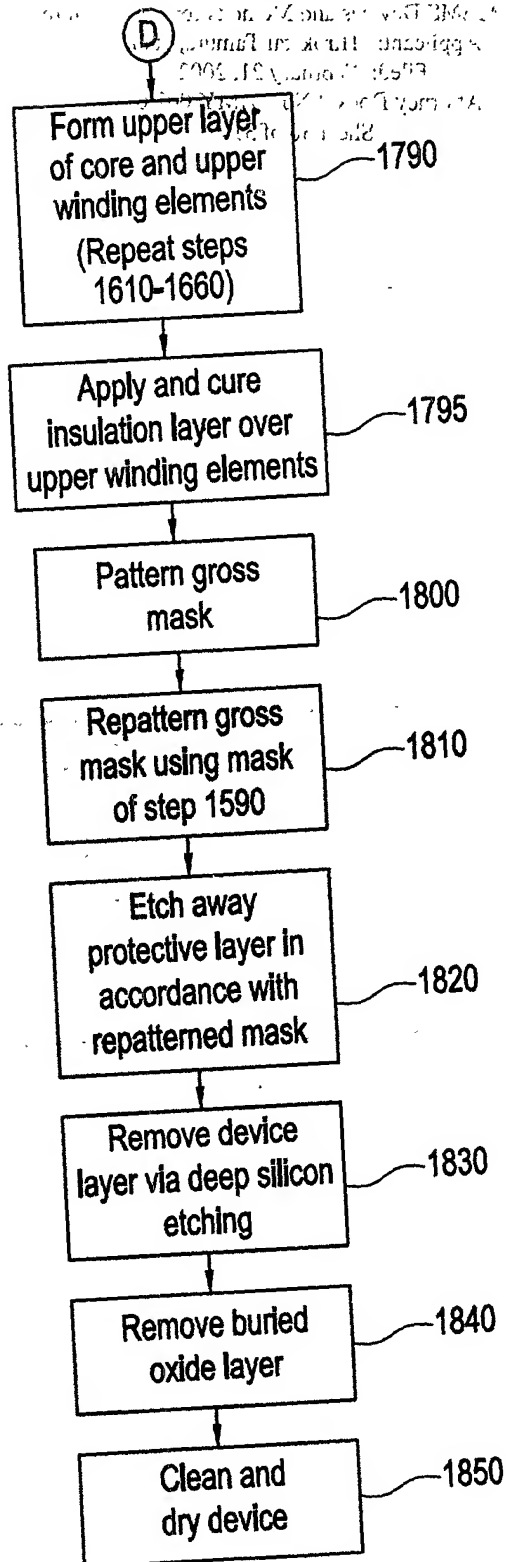 D
Form upper layer
of core and upper
winding elements
(Repeat steps
1610-1660)
1790
Apply and cure
insulation layer over
upper winding elements
1795
Pattern gross
mask
1800
Repattern gross
mask using mask
of step 1590
1810
Etch away
protective layer in
accordance with
repatterned mask
1820
Remove device
layer via deep silicon
etching
1830
Remove buried
oxide layer
1840
Clean and
dry device
1850